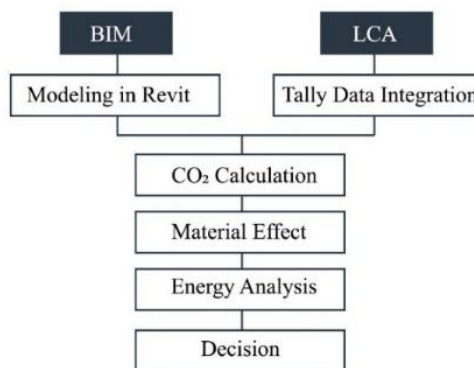 BIM
LCA
Modeling in Revit
Tally Data Integration
CO₂ Calculation
Material Effect
Energy Analysis
Decision